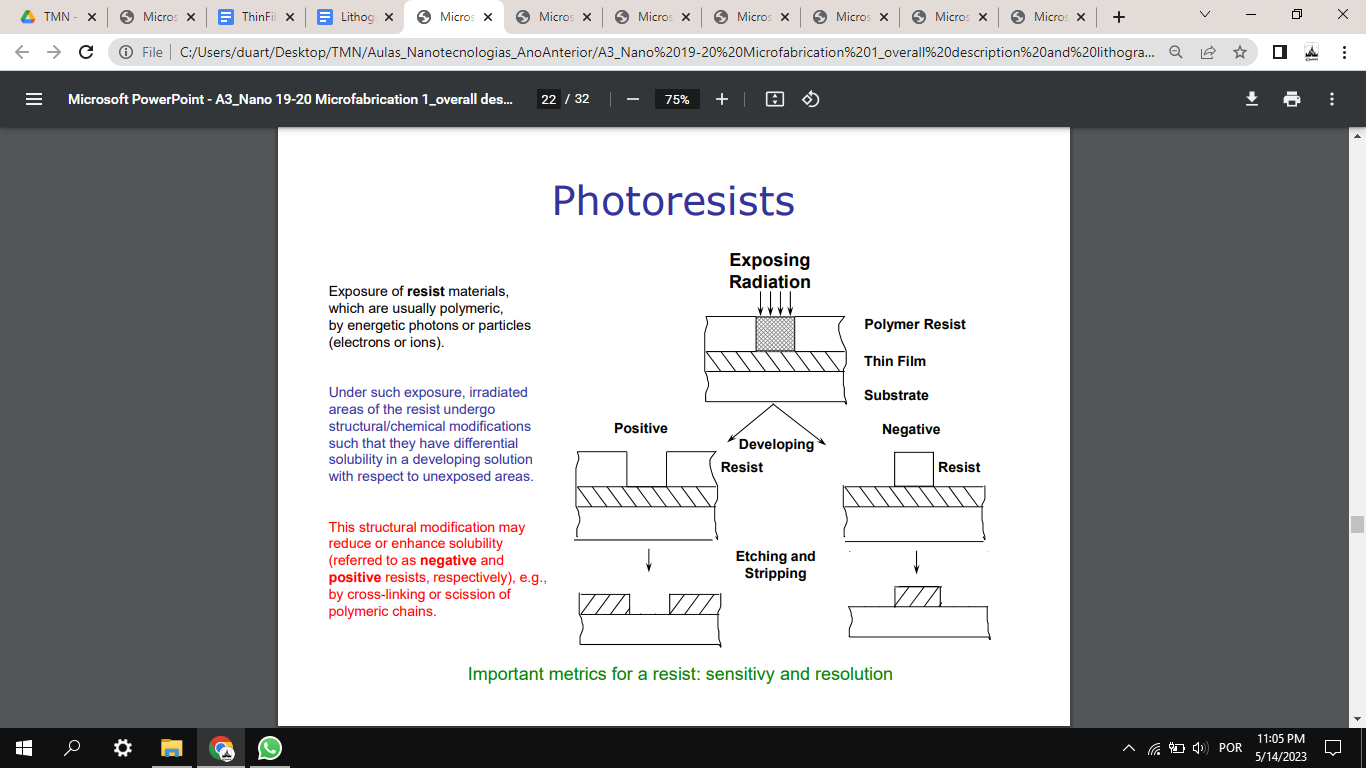 TMN -
Micros
ThinFil
Lithog
Micros
Micros
Micros
Micros
Micros
Micros
Micros
File
C:/Users/duart/Desktop/TMN/Aulas_Nanotecnologias_AnoAnterior/A3_Nano%2019-20%20Microfabrication%201_overall%20description%20and%20lithogra...
Microsoft PowerPoint - A3_Nano 19-20 Microfabrication 1_overall des...
22 / 32
75%
Photoresists
Exposing
Radiation
Exposure of resist materials,
which are usually polymeric,
by energetic photons or particles
(electrons or ions).
Polymer Resist
Thin Film
Substrate
Under such exposure, irradiated
areas of the resist undergo
structural/chemical modifications
such that they have differential
solubility in a developing solution
with respect to unexposed areas.
Positive
Negative
Developing
Resist
Resist
This structural modification may
reduce or enhance solubility
(referred to as negative and
positive resists, respectively), e.g.,
by cross-linking or scission of
polymeric chains.
Etching and
Stripping
Important metrics for a resist: sensitivy and resolution
POR
11:05 PM
5/14/2023